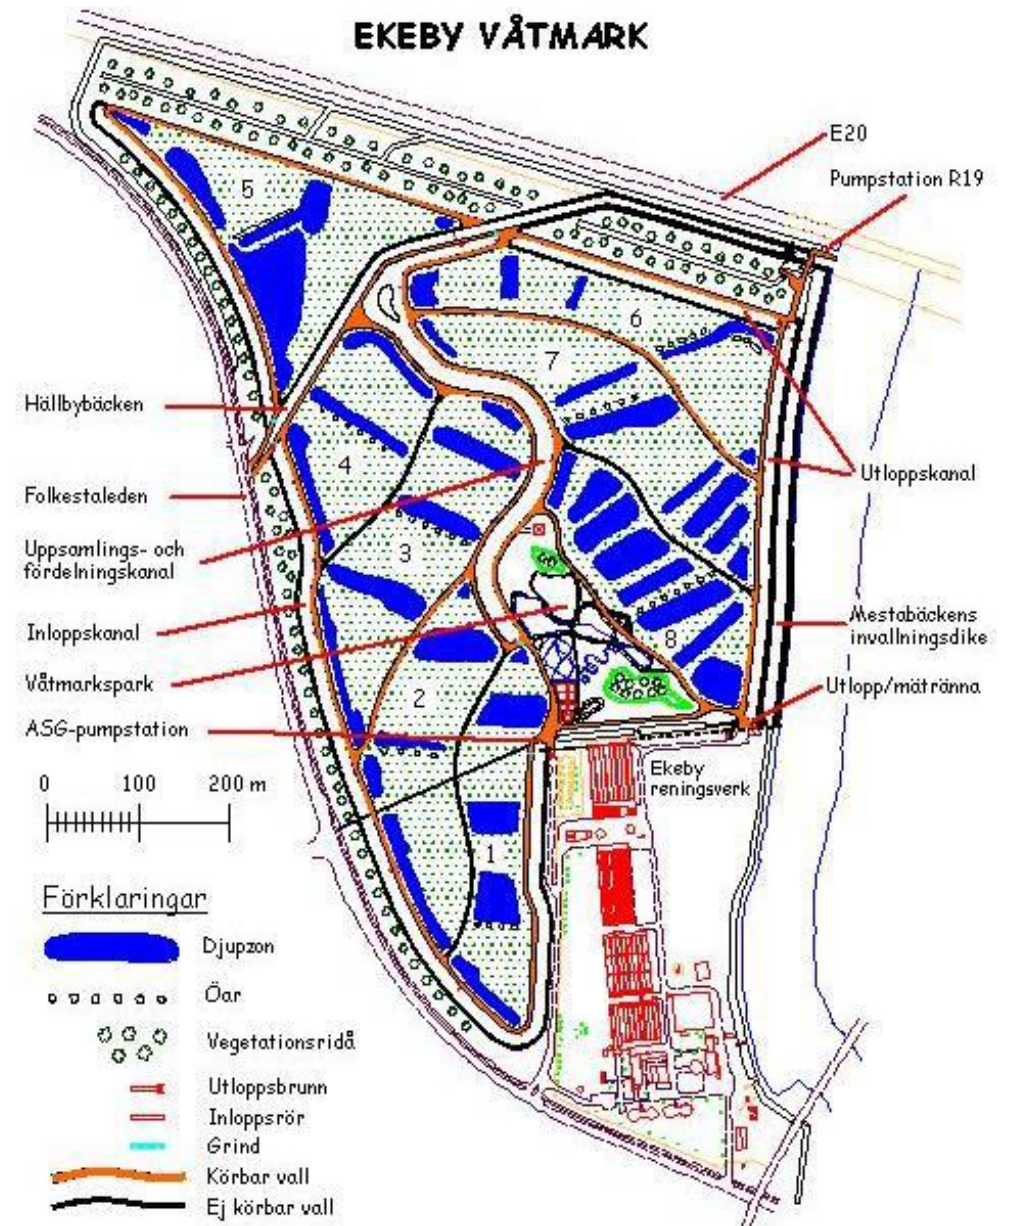 EKEBY VÅTMARK
E20
Pumpstation R19
5
6
7
Hällbybäcken
4
Utloppskanal
Folkestaleden
3
Uppsamlings- och
fördelningskanal
Inloppskanal
Mestabäckens
invallningsdike
8
Våtmarkspark
Utlopp/mätränna
2
ASG-pumpstation
Ekeby
reningsverk
0 100 200 m
1
Förklaringar
Djupzon
Öar
Vegetationsridå
Utloppsbrunn
Inloppsrör
Grind
Körbar vall
Ej körbar vall